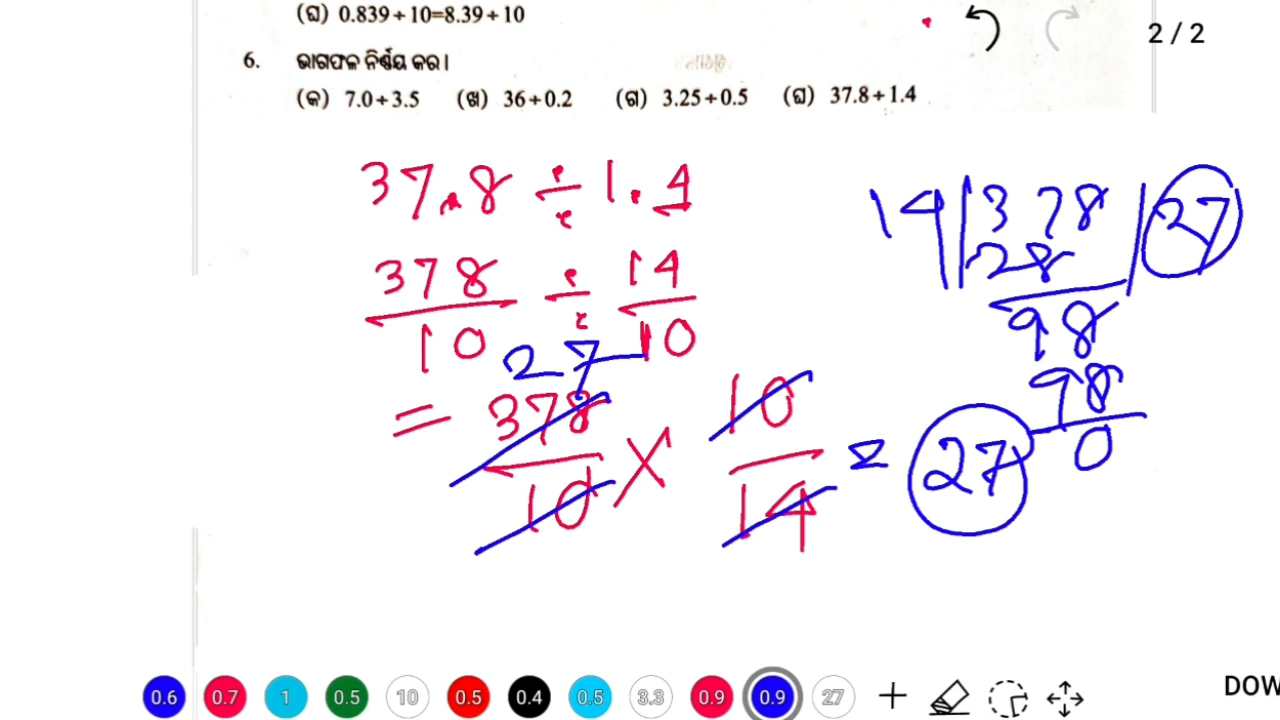 (ଘ) 0.839÷10=8.39÷10
2 / 2
6. ଭାଗଫଳ ନିର୍ଣ୍ଣୟ କର।
(କ) 7.0÷3.5 (ଖ) 36÷0.2 (ଗ) 3.25÷0.5 (ଘ) 37.8÷1.4
37.8 ÷ 1.4
378/10 ÷ 14/10
27
= 378/10 × 10/14 = 27
14 | 378 | 27
28
98
98
0
0.6 0.7 1 0.5 10 0.5 0.4 0.5 3.3 0.9 0.9 27
DOW